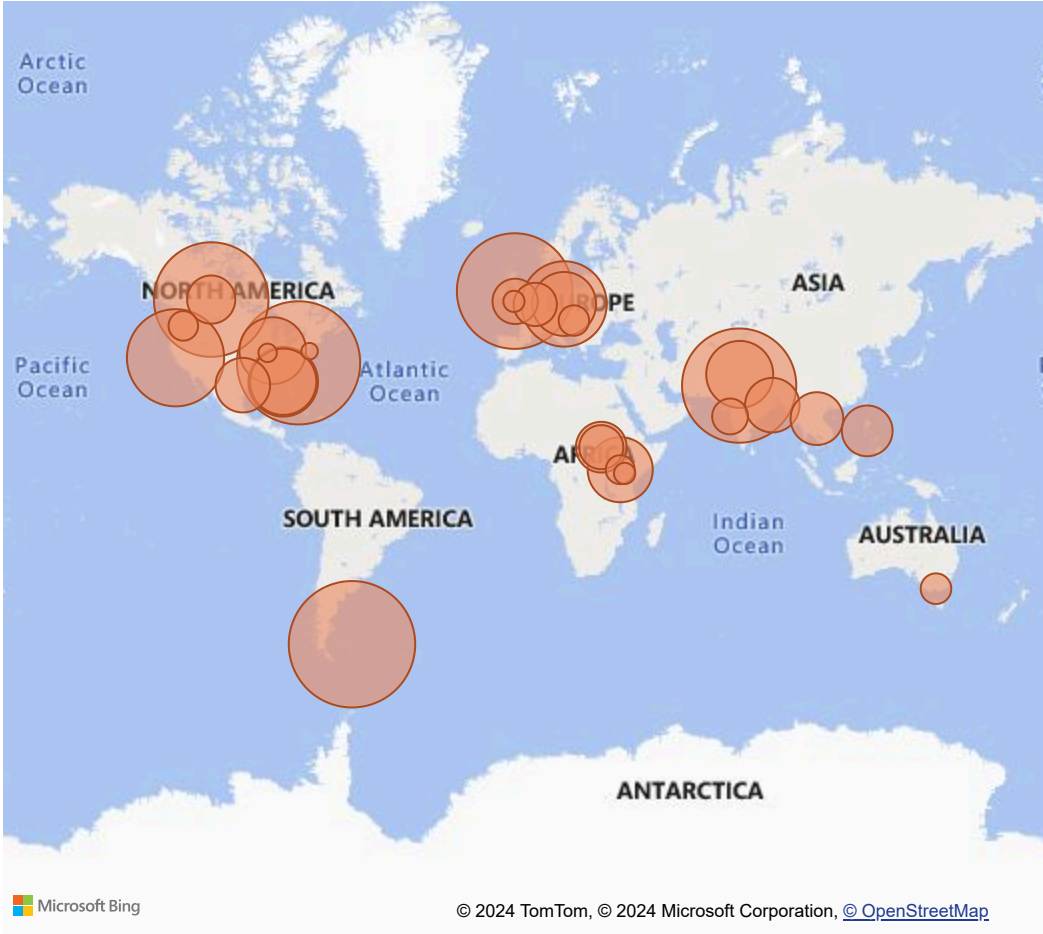 Arctic
Ocean
NORTH AMERICA
EUROPE
ASIA
Pacific
Ocean
Atlantic
Ocean
AFRICA
SOUTH AMERICA
Indian
Ocean
AUSTRALIA
ANTARCTICA
Microsoft Bing
© 2024 TomTom, © 2024 Microsoft Corporation, © OpenStreetMap